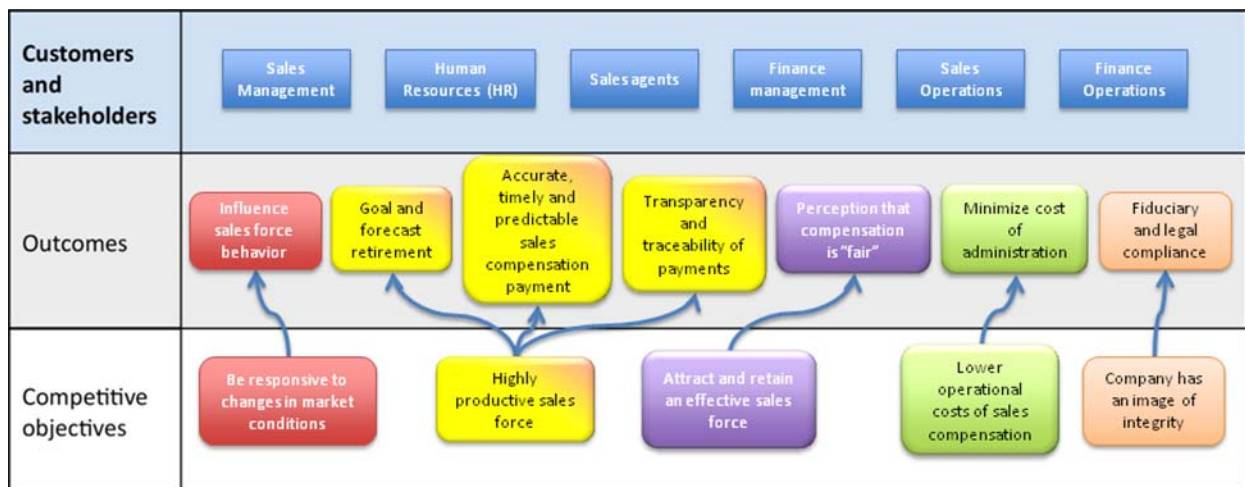 Customers
and
stakeholders
Sales
Management
Human
Resources (HR)
Sales agents
Finance
management
Sales
Operations
Finance
Operations
Outcomes
Influence
sales force
behavior
Goal and
forecast
retirement
Accurate,
timely and
predictable
sales
compensation
payment
Transparency
and
traceability of
payments
Perception that
compensation
is "fair"
Minimize cost
of
administration
Fiduciary
and legal
compliance
Competitive
objectives
Be responsive to
changes in market
conditions
Highly
productive sales
force
Attract and retain
an effective sales
force
Lower
operational
costs of sales
compensation
Company has
an image of
integrity